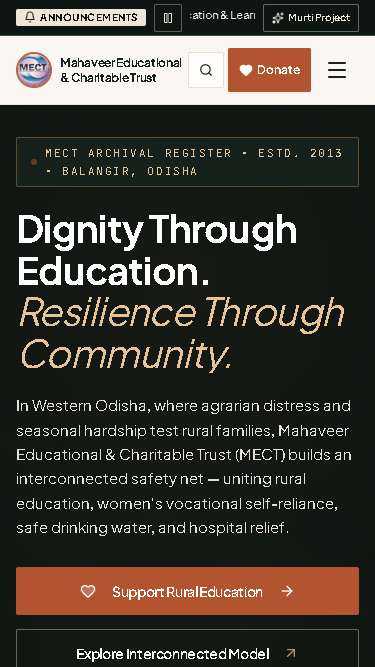 ANNOUNCEMENTS
cation & Learn
Murti Project
MECT
Mahaveer Educational
& Charitable Trust
Donate
MECT ARCHIVAL REGISTER • ESTD. 2013
• BALANGIR, ODISHA
Dignity Through
Education.
Resilience Through
Community.
In Western Odisha, where agrarian distress and
seasonal hardship test rural families, Mahaveer
Educational & Charitable Trust (MECT) builds an
interconnected safety net — uniting rural
education, women's vocational self-reliance,
safe drinking water, and hospital relief.
Support Rural Education
Explore Interconnected Model